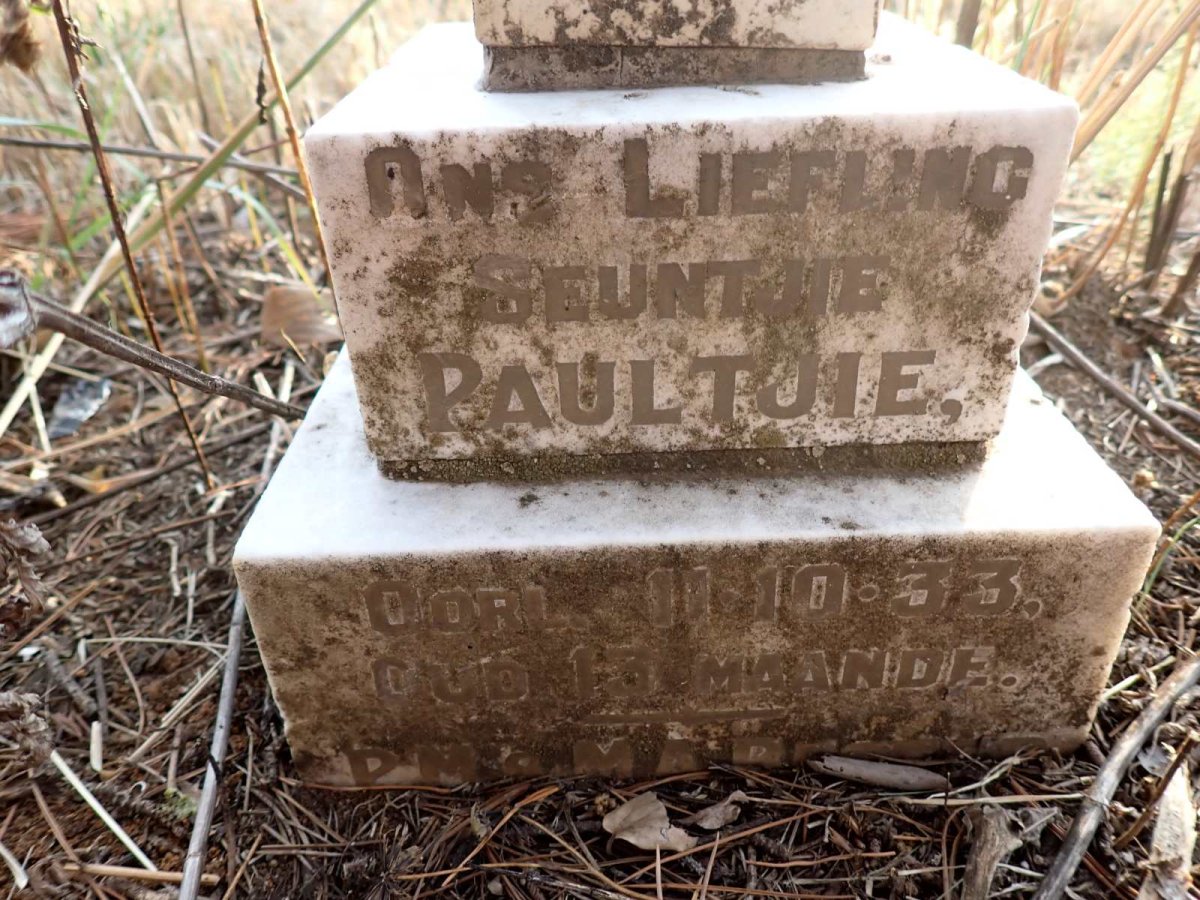 ONS LIEFLING
SEUNTJIE
PAULTJIE,
OORL. 11·10·33.
OUD 13 MAANDE.